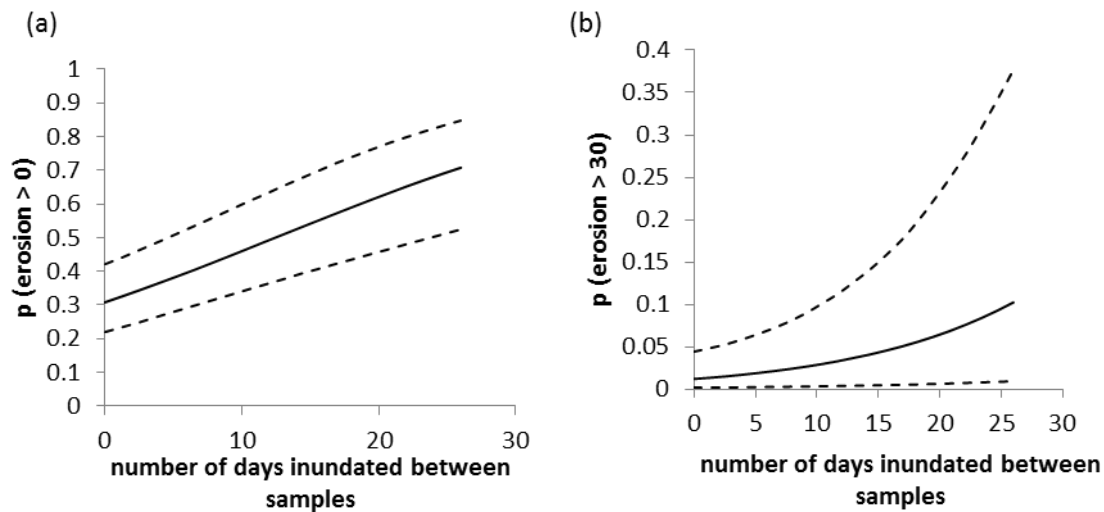 (a)
1
0.9
0.8
0.7
0.6
0.5
0.4
0.3
0.2
0.1
0
p (erosion > 0)
0 10 20 30
number of days inundated between
samples
(b)
0.4
0.35
0.3
0.25
0.2
0.15
0.1
0.05
0
p (erosion > 30)
0 5 10 15 20 25 30
number of days inundated between
samples